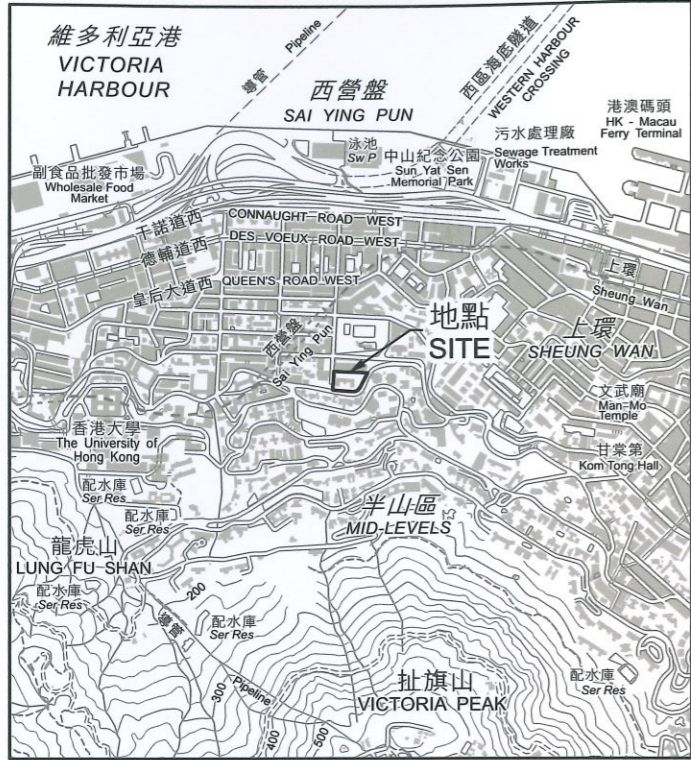 維多利亞港
VICTORIA
HARBOUR
導管
Pipeline
西區海底隧道
WESTERN HARBOUR
CROSSING
西營盤
SAI YING PUN
港澳碼頭
HK - Macau
Ferry Terminal
泳池
Sw P
中山紀念公園
Sun Yat Sen
Memorial Park
污水處理廠
Sewage Treatment
Works
副食品批發市場
Wholesale Food
Market
干諾道西
CONNAUGHT ROAD WEST
德輔道西
DES VOEUX ROAD WEST
皇后大道西
QUEEN'S ROAD WEST
上環
Sheung Wan
西營盤
Sai Ying Pun
地點
SITE
上環
SHEUNG WAN
文武廟
Man-Mo
Temple
甘棠第
Kom Tong Hall
香港大學
The University of
Hong Kong
配水庫
Ser Res
配水庫
Ser Res
半山區
MID-LEVELS
龍虎山
LUNG FU SHAN
配水庫
Ser Res
200
導管
配水庫
Ser Res
Pipeline
300
400
500
扯旗山
VICTORIA PEAK
配水庫
Ser Res